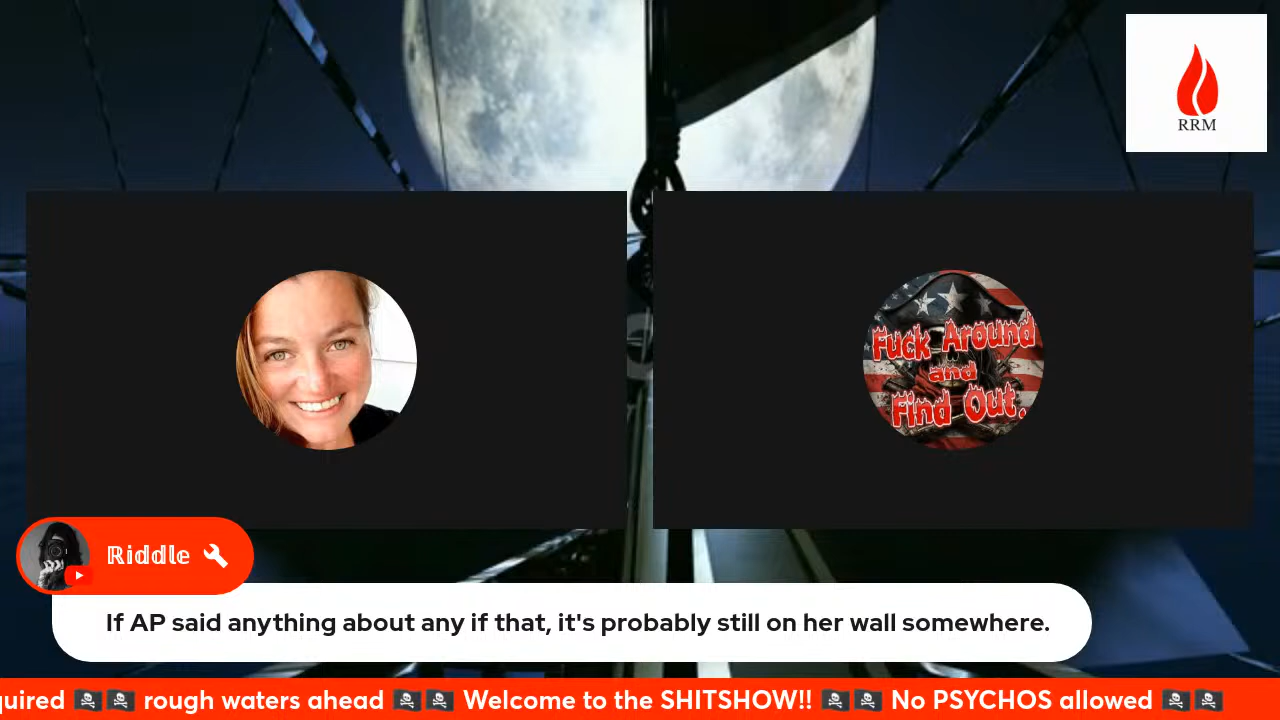 RRM
Fuck Around
and
Find Out.
Riddle
If AP said anything about any if that, it's probably still on her wall somewhere.
quired ☠️☠️ rough waters ahead ☠️☠️ Welcome to the SHITSHOW!! ☠️☠️ No PSYCHOS allowed ☠️☠️